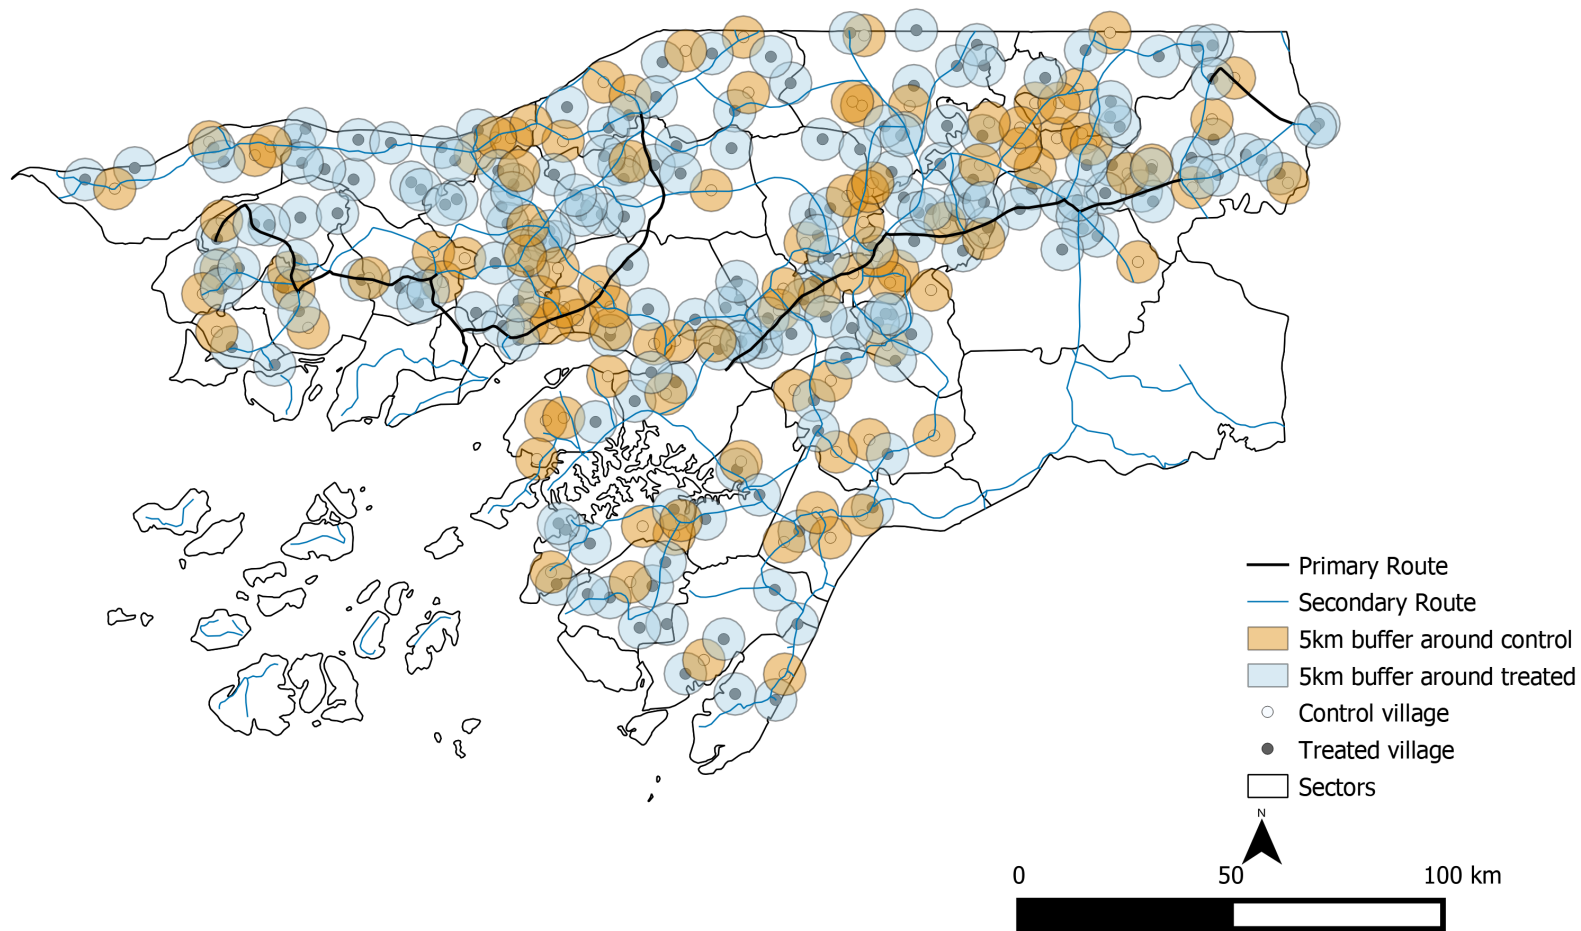 Primary Route
Secondary Route
5km buffer around control
5km buffer around treated
Control village
Treated village
Sectors
N
0 50 100 km